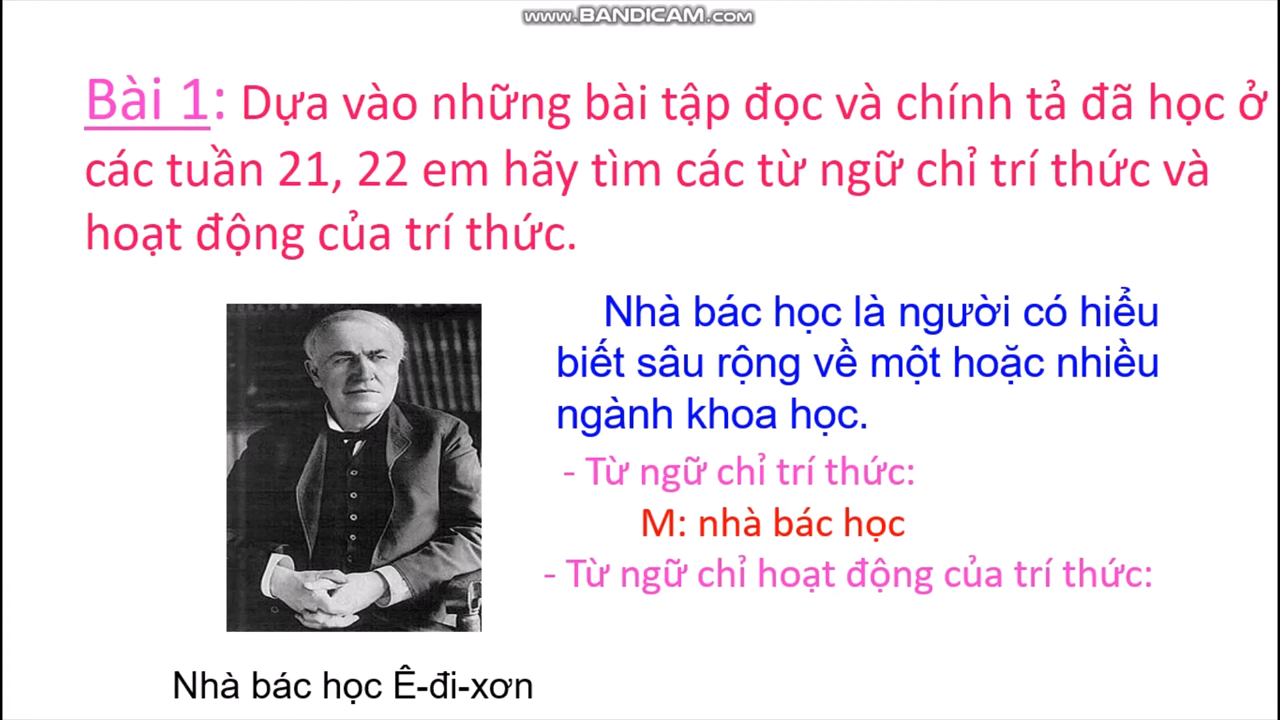 www.BANDICAM.com
Bài 1: Dựa vào những bài tập đọc và chính tả đã học ở
các tuần 21, 22 em hãy tìm các từ ngữ chỉ trí thức và
hoạt động của trí thức.
Nhà bác học là người có hiểu
biết sâu rộng về một hoặc nhiều
ngành khoa học.
- Từ ngữ chỉ trí thức:
M: nhà bác học
- Từ ngữ chỉ hoạt động của trí thức:
Nhà bác học Ê-đi-xơn